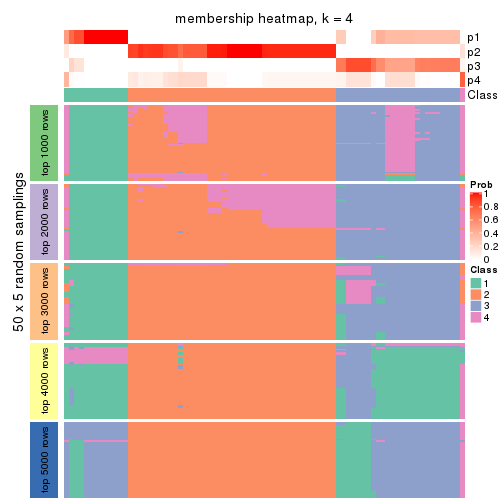 membership heatmap, k = 4
p1
p2
p3
p4
Class
50 x 5 random samplings
top 1000 rows
top 2000 rows
top 3000 rows
top 4000 rows
top 5000 rows
Prob
1
0.8
0.6
0.4
0.2
0
Class
1
2
3
4